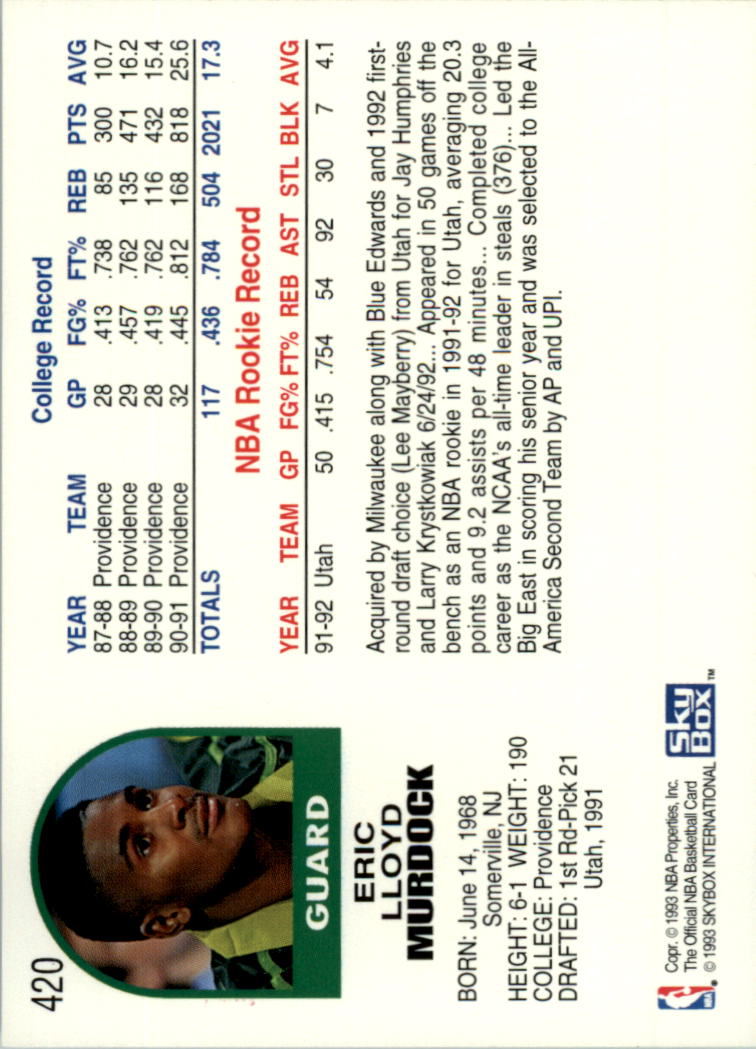 420
GUARD
ERIC
LLOYD
MURDOCK
BORN: June 14, 1968
Somerville, NJ
HEIGHT: 6-1 WEIGHT: 190
COLLEGE: Providence
DRAFTED: 1st Rd-Pick 21
Utah, 1991
NBA
Copr. © 1993 NBA Properties, Inc.
The Official NBA Basketball Card
© 1993 SKYBOX INTERNATIONAL
Sky
Box™
College Record
YEAR TEAM GP FG% FT% REB PTS AVG
87-88 Providence 28 .413 .738 85 300 10.7
88-89 Providence 29 .457 .762 135 471 16.2
89-90 Providence 28 .419 .762 116 432 15.4
90-91 Providence 32 .445 .812 168 818 25.6
TOTALS 117 .436 .784 504 2021 17.3
NBA Rookie Record
YEAR TEAM GP FG% FT% REB AST STL BLK AVG
91-92 Utah 50 .415 .754 54 92 30 7 4.1
Acquired by Milwaukee along with Blue Edwards and 1992 first-
round draft choice (Lee Mayberry) from Utah for Jay Humphries
and Larry Krystkowiak 6/24/92... Appeared in 50 games off the
bench as an NBA rookie in 1991-92 for Utah, averaging 20.3
points and 9.2 assists per 48 minutes... Completed college
career as the NCAA's all-time leader in steals (376)... Led the
Big East in scoring his senior year and was selected to the All-
America Second Team by AP and UPI.